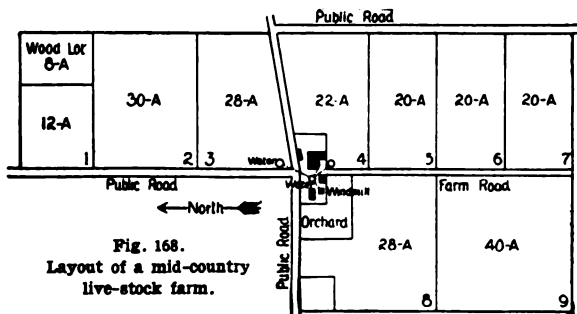 Public Road
Wood Lot
8-A
12-A
1
30-A
2
28-A
3
22-A
4
20-A
5
20-A
6
20-A
7
Water
Public Road
Water
Windmill
Farm Road
North
Orchard
Public Road
28-A
8
40-A
9
Fig. 168.
Layout of a mid-country
live-stock farm.